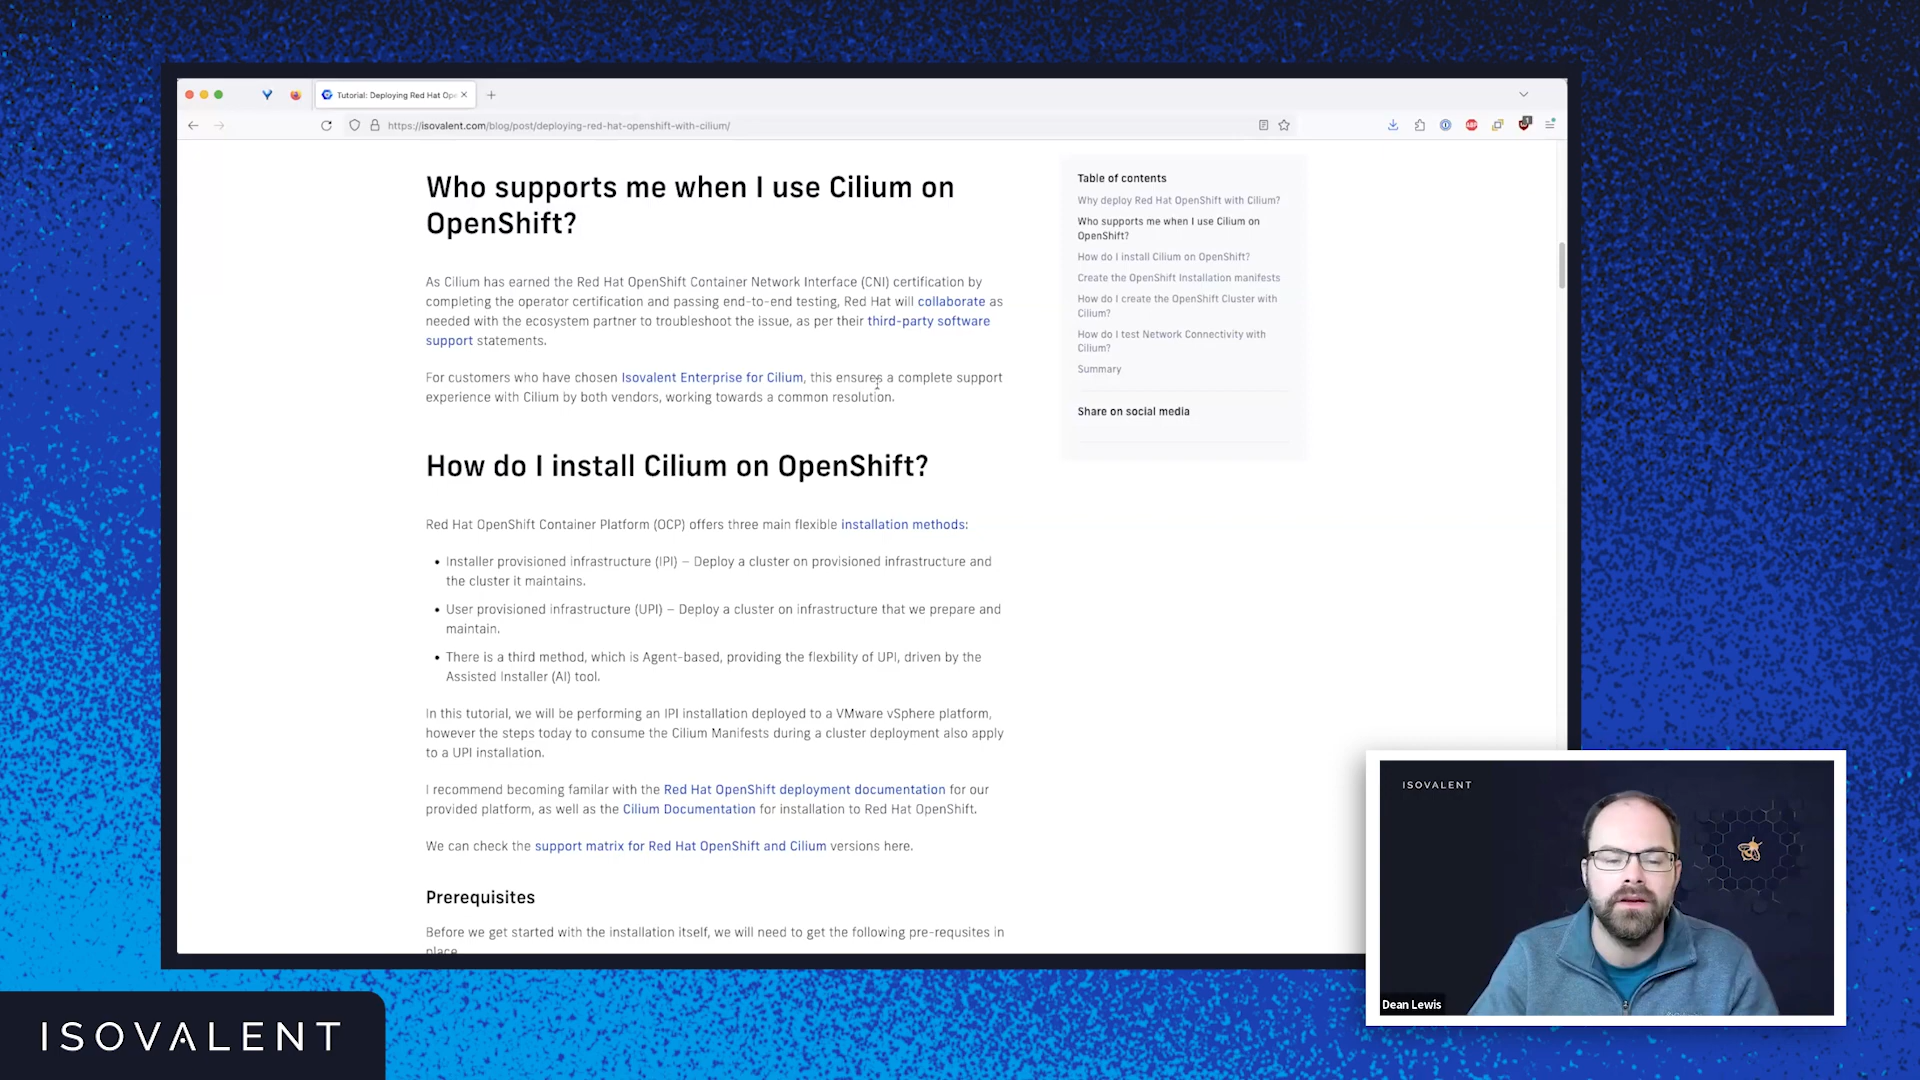 Tutorial: Deploying Red Hat Ope
https://isovalent.com/blog/post/deploying-red-hat-openshift-with-cilium/
Who supports me when I use Cilium on
OpenShift?
As Cilium has earned the Red Hat OpenShift Container Network Interface (CNI) certification by
completing the operator certification and passing end-to-end testing, Red Hat will collaborate as
needed with the ecosystem partner to troubleshoot the issue, as per their third-party software
support statements.
For customers who have chosen Isovalent Enterprise for Cilium, this ensures a complete support
experience with Cilium by both vendors, working towards a common resolution.
How do I install Cilium on OpenShift?
Red Hat OpenShift Container Platform (OCP) offers three main flexible installation methods:
• Installer provisioned infrastructure (IPI) – Deploy a cluster on provisioned infrastructure and
the cluster it maintains.
• User provisioned infrastructure (UPI) – Deploy a cluster on infrastructure that we prepare and
maintain.
• There is a third method, which is Agent-based, providing the flexbility of UPI, driven by the
Assisted Installer (AI) tool.
In this tutorial, we will be performing an IPI installation deployed to a VMware vSphere platform,
however the steps today to consume the Cilium Manifests during a cluster deployment also apply
to a UPI installation.
I recommend becoming familar with the Red Hat OpenShift deployment documentation for our
provided platform, as well as the Cilium Documentation for installation to Red Hat OpenShift.
We can check the support matrix for Red Hat OpenShift and Cilium versions here.
Prerequisites
Before we get started with the installation itself, we will need to get the following pre-requsites in
place
Table of contents
Why deploy Red Hat OpenShift with Cilium?
Who supports me when I use Cilium on
OpenShift?
How do I install Cilium on OpenShift?
Create the OpenShift Installation manifests
How do I create the OpenShift Cluster with
Cilium?
How do I test Network Connectivity with
Cilium?
Summary
Share on social media
ISOVALENT
Dean Lewis
ISOVALENT